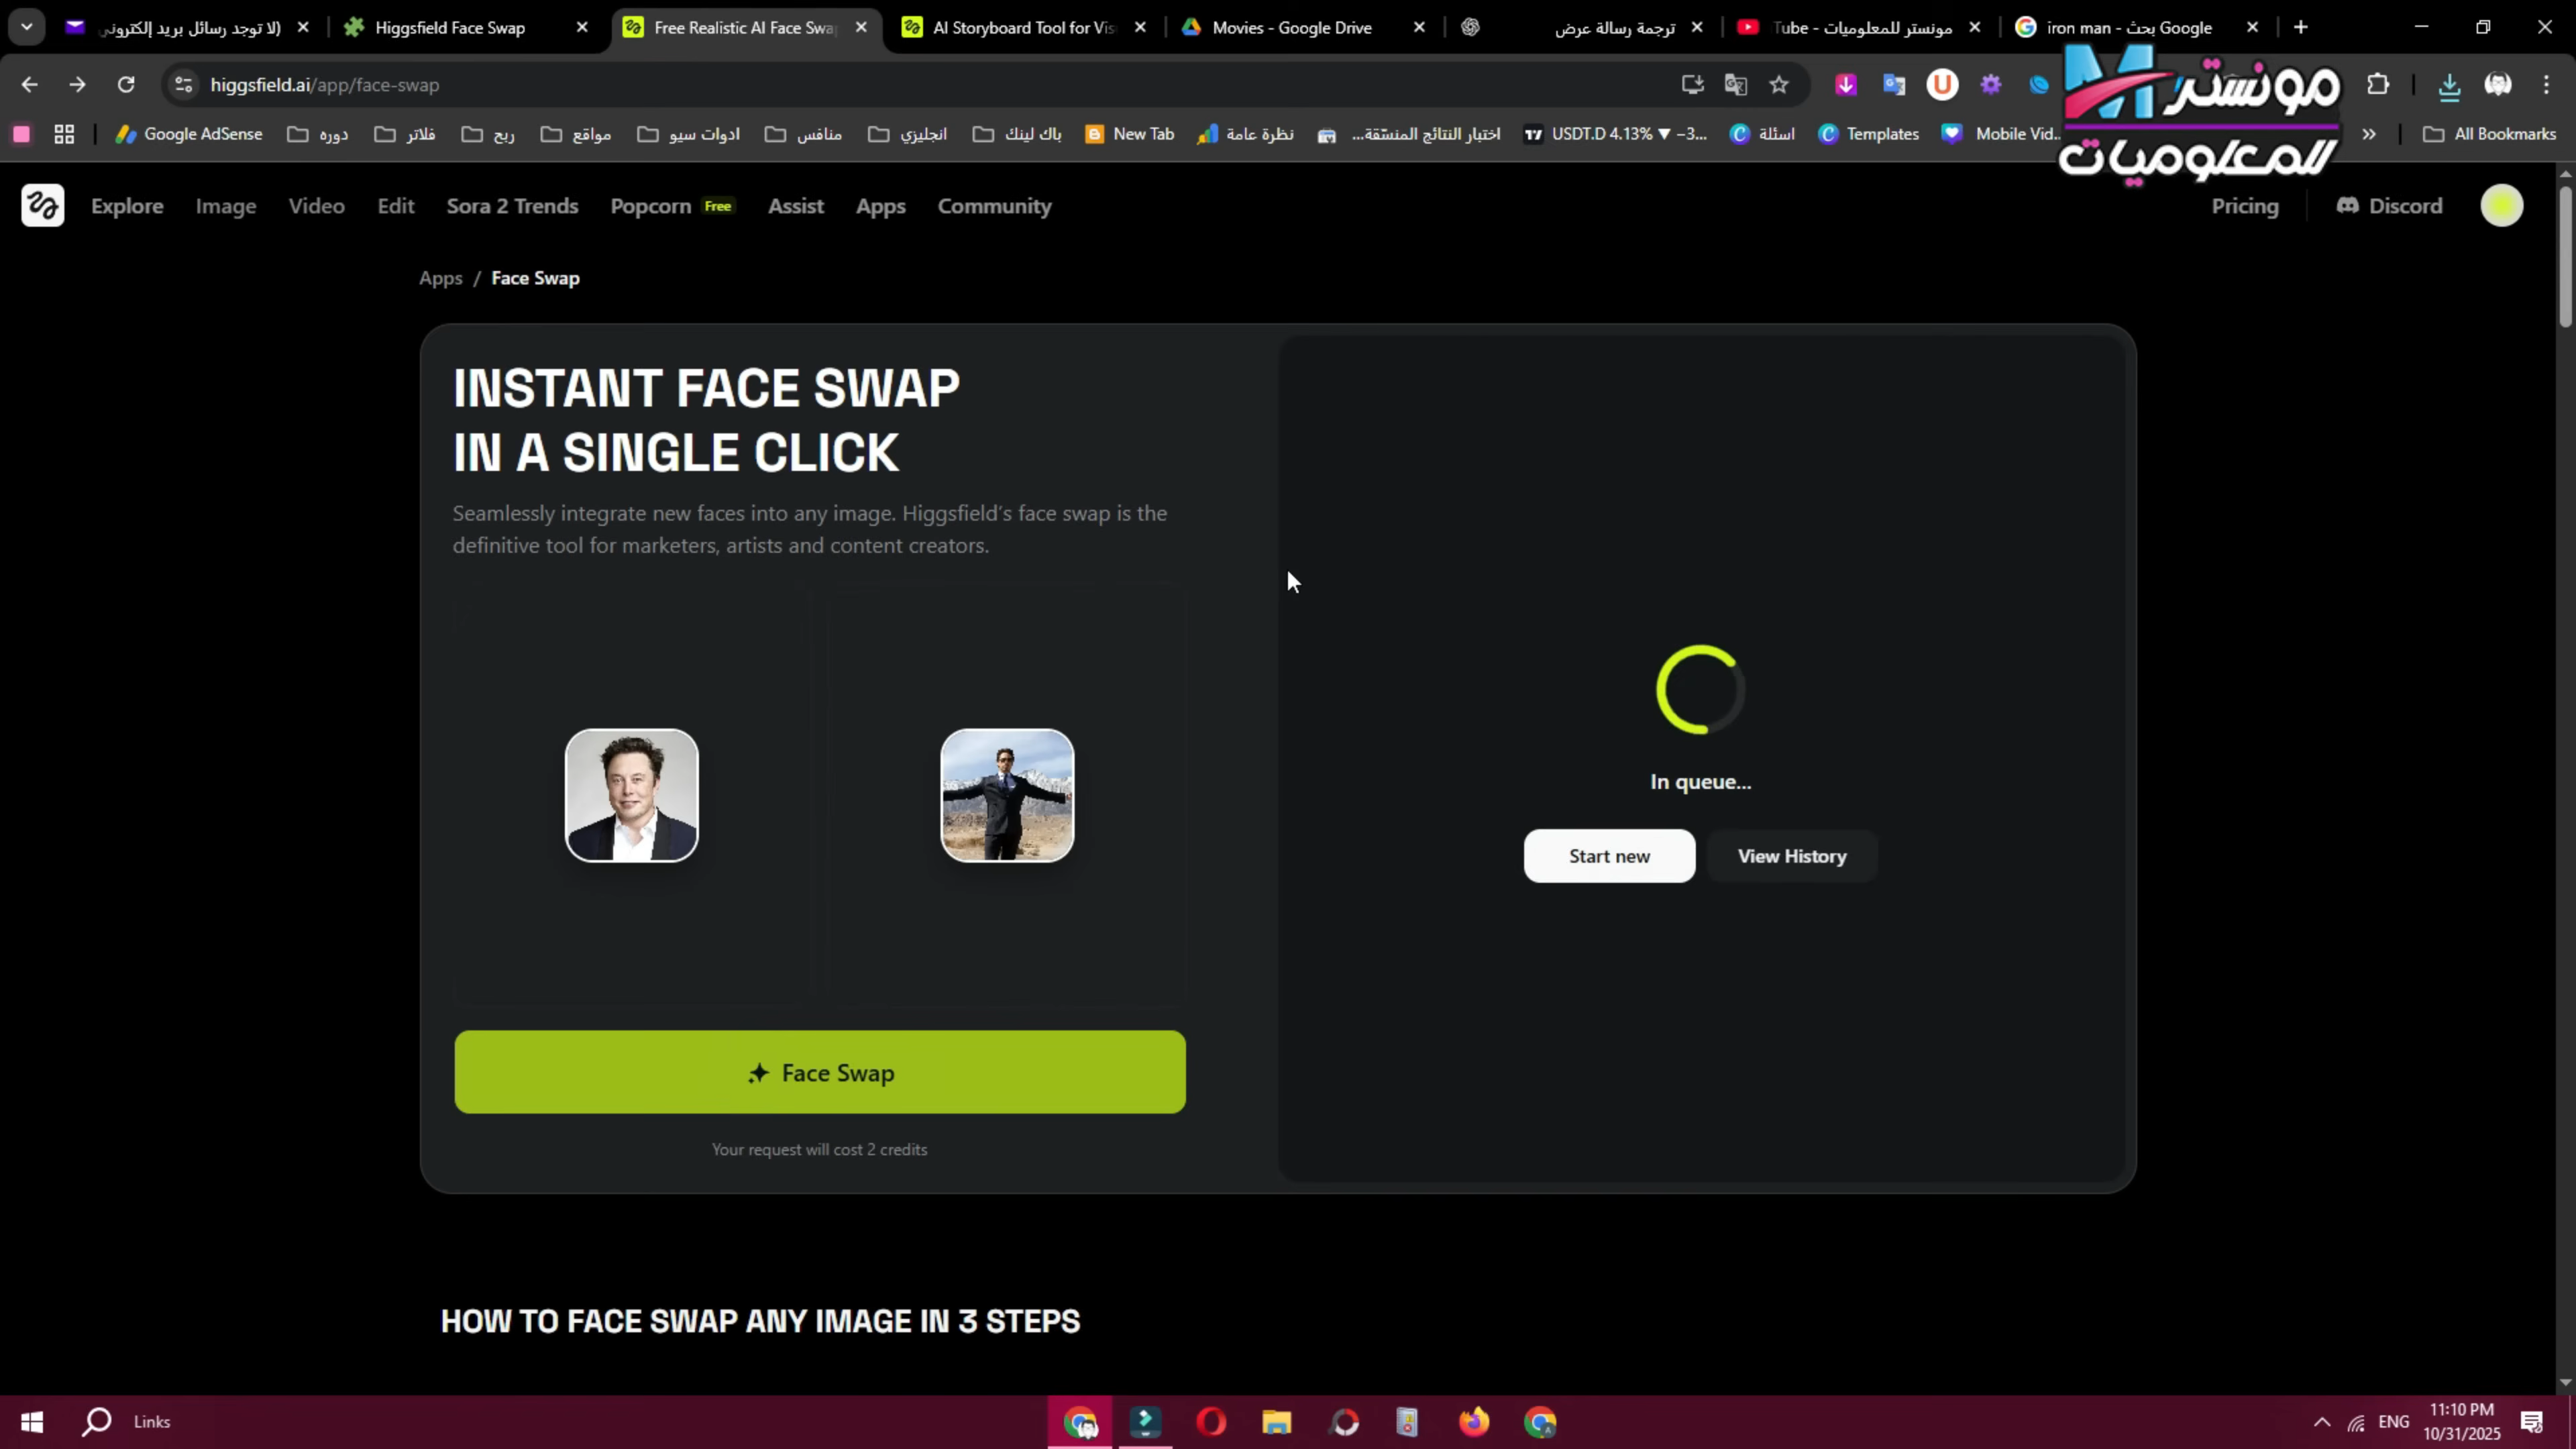 (لا توجد رسائل بريد إلكتروني
Higgsfield Face Swap
Free Realistic AI Face Swa
AI Storyboard Tool for Vis
Movies - Google Drive
ترجمة رسالة عرض
مونستر للمعلوميات - Tube
iron man - بحث Google
higgsfield.ai/app/face-swap
مونستر
للمعلوميات
Google AdSense
دوره
فلاتر
ربح
مواقع
ادوات سيو
منافس
انجليزي
باك لينك
New Tab
نظرة عامة
اختبار النتائج المنسّقة...
USDT.D 4.13% ▼ −3...
اسئلة
Templates
Mobile Vid...
All Bookmarks
Explore
Image
Video
Edit
Sora 2 Trends
Popcorn Free
Assist
Apps
Community
Pricing
Discord
Apps / Face Swap
INSTANT FACE SWAP
IN A SINGLE CLICK
Seamlessly integrate new faces into any image. Higgsfield's face swap is the
definitive tool for marketers, artists and content creators.
In queue...
Start new
View History
Face Swap
Your request will cost 2 credits
HOW TO FACE SWAP ANY IMAGE IN 3 STEPS
Links
ENG
11:10 PM
10/31/2025